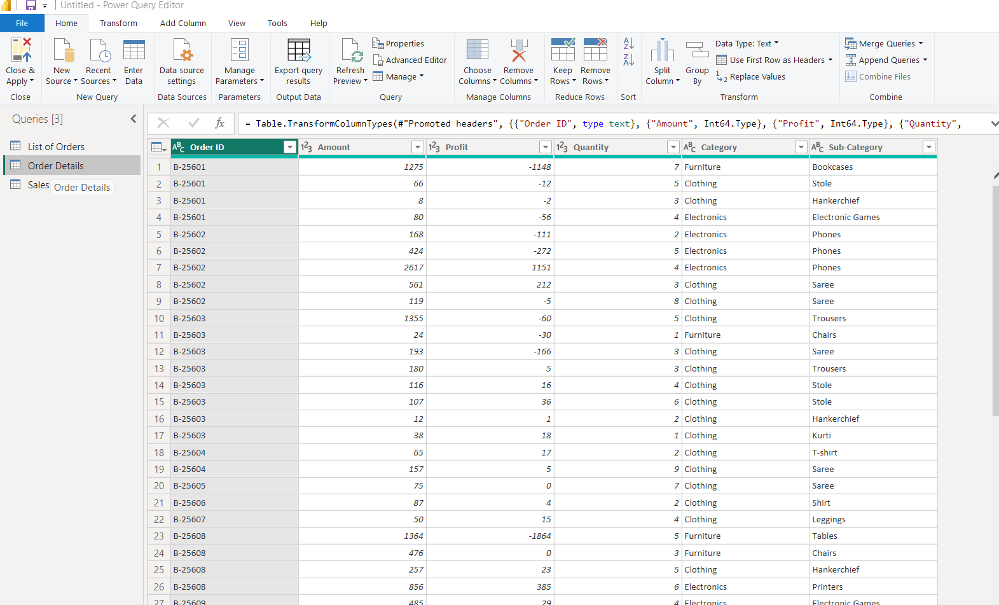 Untitled - Power Query Editor
File Home Transform Add Column View Tools Help
Close & Apply
New Source
Recent Sources
Enter Data
Data source settings
Manage Parameters
Export query results
Refresh Preview
Properties
Advanced Editor
Manage
Choose Columns
Remove Columns
Keep Rows
Remove Rows
Split Column
Group By
Data Type: Text
Use First Row as Headers
Replace Values
Merge Queries
Append Queries
Combine Files
Close New Query Data Sources Parameters Output Data Query Manage Columns Reduce Rows Sort Transform Combine
Queries [3]
List of Orders
Order Details
Sales
Order Details
fx = Table.TransformColumnTypes(#"Promoted headers", {{"Order ID", type text}, {"Amount", Int64.Type}, {"Profit", Int64.Type}, {"Quantity",
ABC Order ID 123 Amount 123 Profit 123 Quantity ABC Category ABC Sub-Category
1 B-25601 1275 -1148 7 Furniture Bookcases
2 B-25601 66 -12 5 Clothing Stole
3 B-25601 8 -2 3 Clothing Hankerchief
4 B-25601 80 -56 4 Electronics Electronic Games
5 B-25602 168 -111 2 Electronics Phones
6 B-25602 424 -272 5 Electronics Phones
7 B-25602 2617 1151 4 Electronics Phones
8 B-25602 561 212 3 Clothing Saree
9 B-25602 119 -5 8 Clothing Saree
10 B-25603 1355 -60 5 Clothing Trousers
11 B-25603 24 -30 1 Furniture Chairs
12 B-25603 193 -166 3 Clothing Saree
13 B-25603 180 5 3 Clothing Trousers
14 B-25603 116 16 4 Clothing Stole
15 B-25603 107 36 6 Clothing Stole
16 B-25603 12 1 2 Clothing Hankerchief
17 B-25603 38 18 1 Clothing Kurti
18 B-25604 65 17 2 Clothing T-shirt
19 B-25604 157 5 9 Clothing Saree
20 B-25605 75 0 7 Clothing Saree
21 B-25606 87 4 2 Clothing Shirt
22 B-25607 50 15 4 Clothing Leggings
23 B-25608 1364 -1864 5 Furniture Tables
24 B-25608 476 0 3 Furniture Chairs
25 B-25608 257 23 5 Clothing Hankerchief
26 B-25608 856 385 6 Electronics Printers
27 B-25609 485 29 4 Electronics Electronic Games